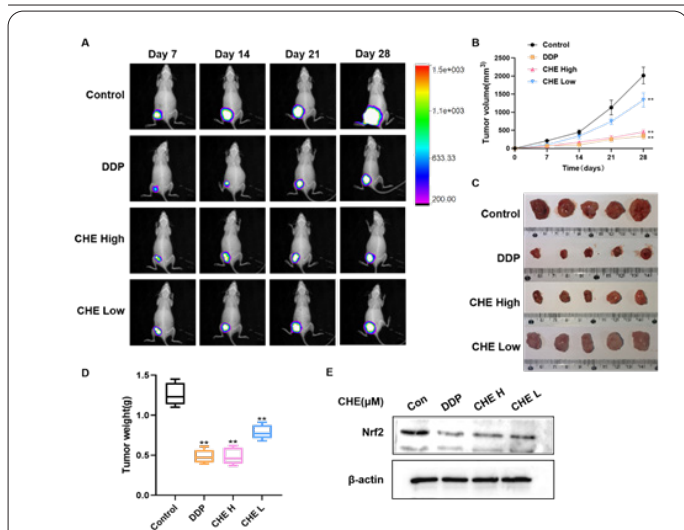 A
Day 7 Day 14 Day 21 Day 28
Control
DDP
CHE High
CHE Low
1.5e+003
1.1e+003
633.33
200.00
B
Control
DDP
CHE High
CHE Low
Tumor volume(mm³)
2500
2000
1500
1000
500
0
**
**
**
0 7 14 21 28
Time(days)
C
Control
DDP
CHE High
CHE Low
D
Tumor weight(g)
1.5
1.0
0.5
0.0
** ** **
Control DDP CHE H CHE L
E
CHE(μM) Con DDP CHE H CHE L
Nrf2
β-actin